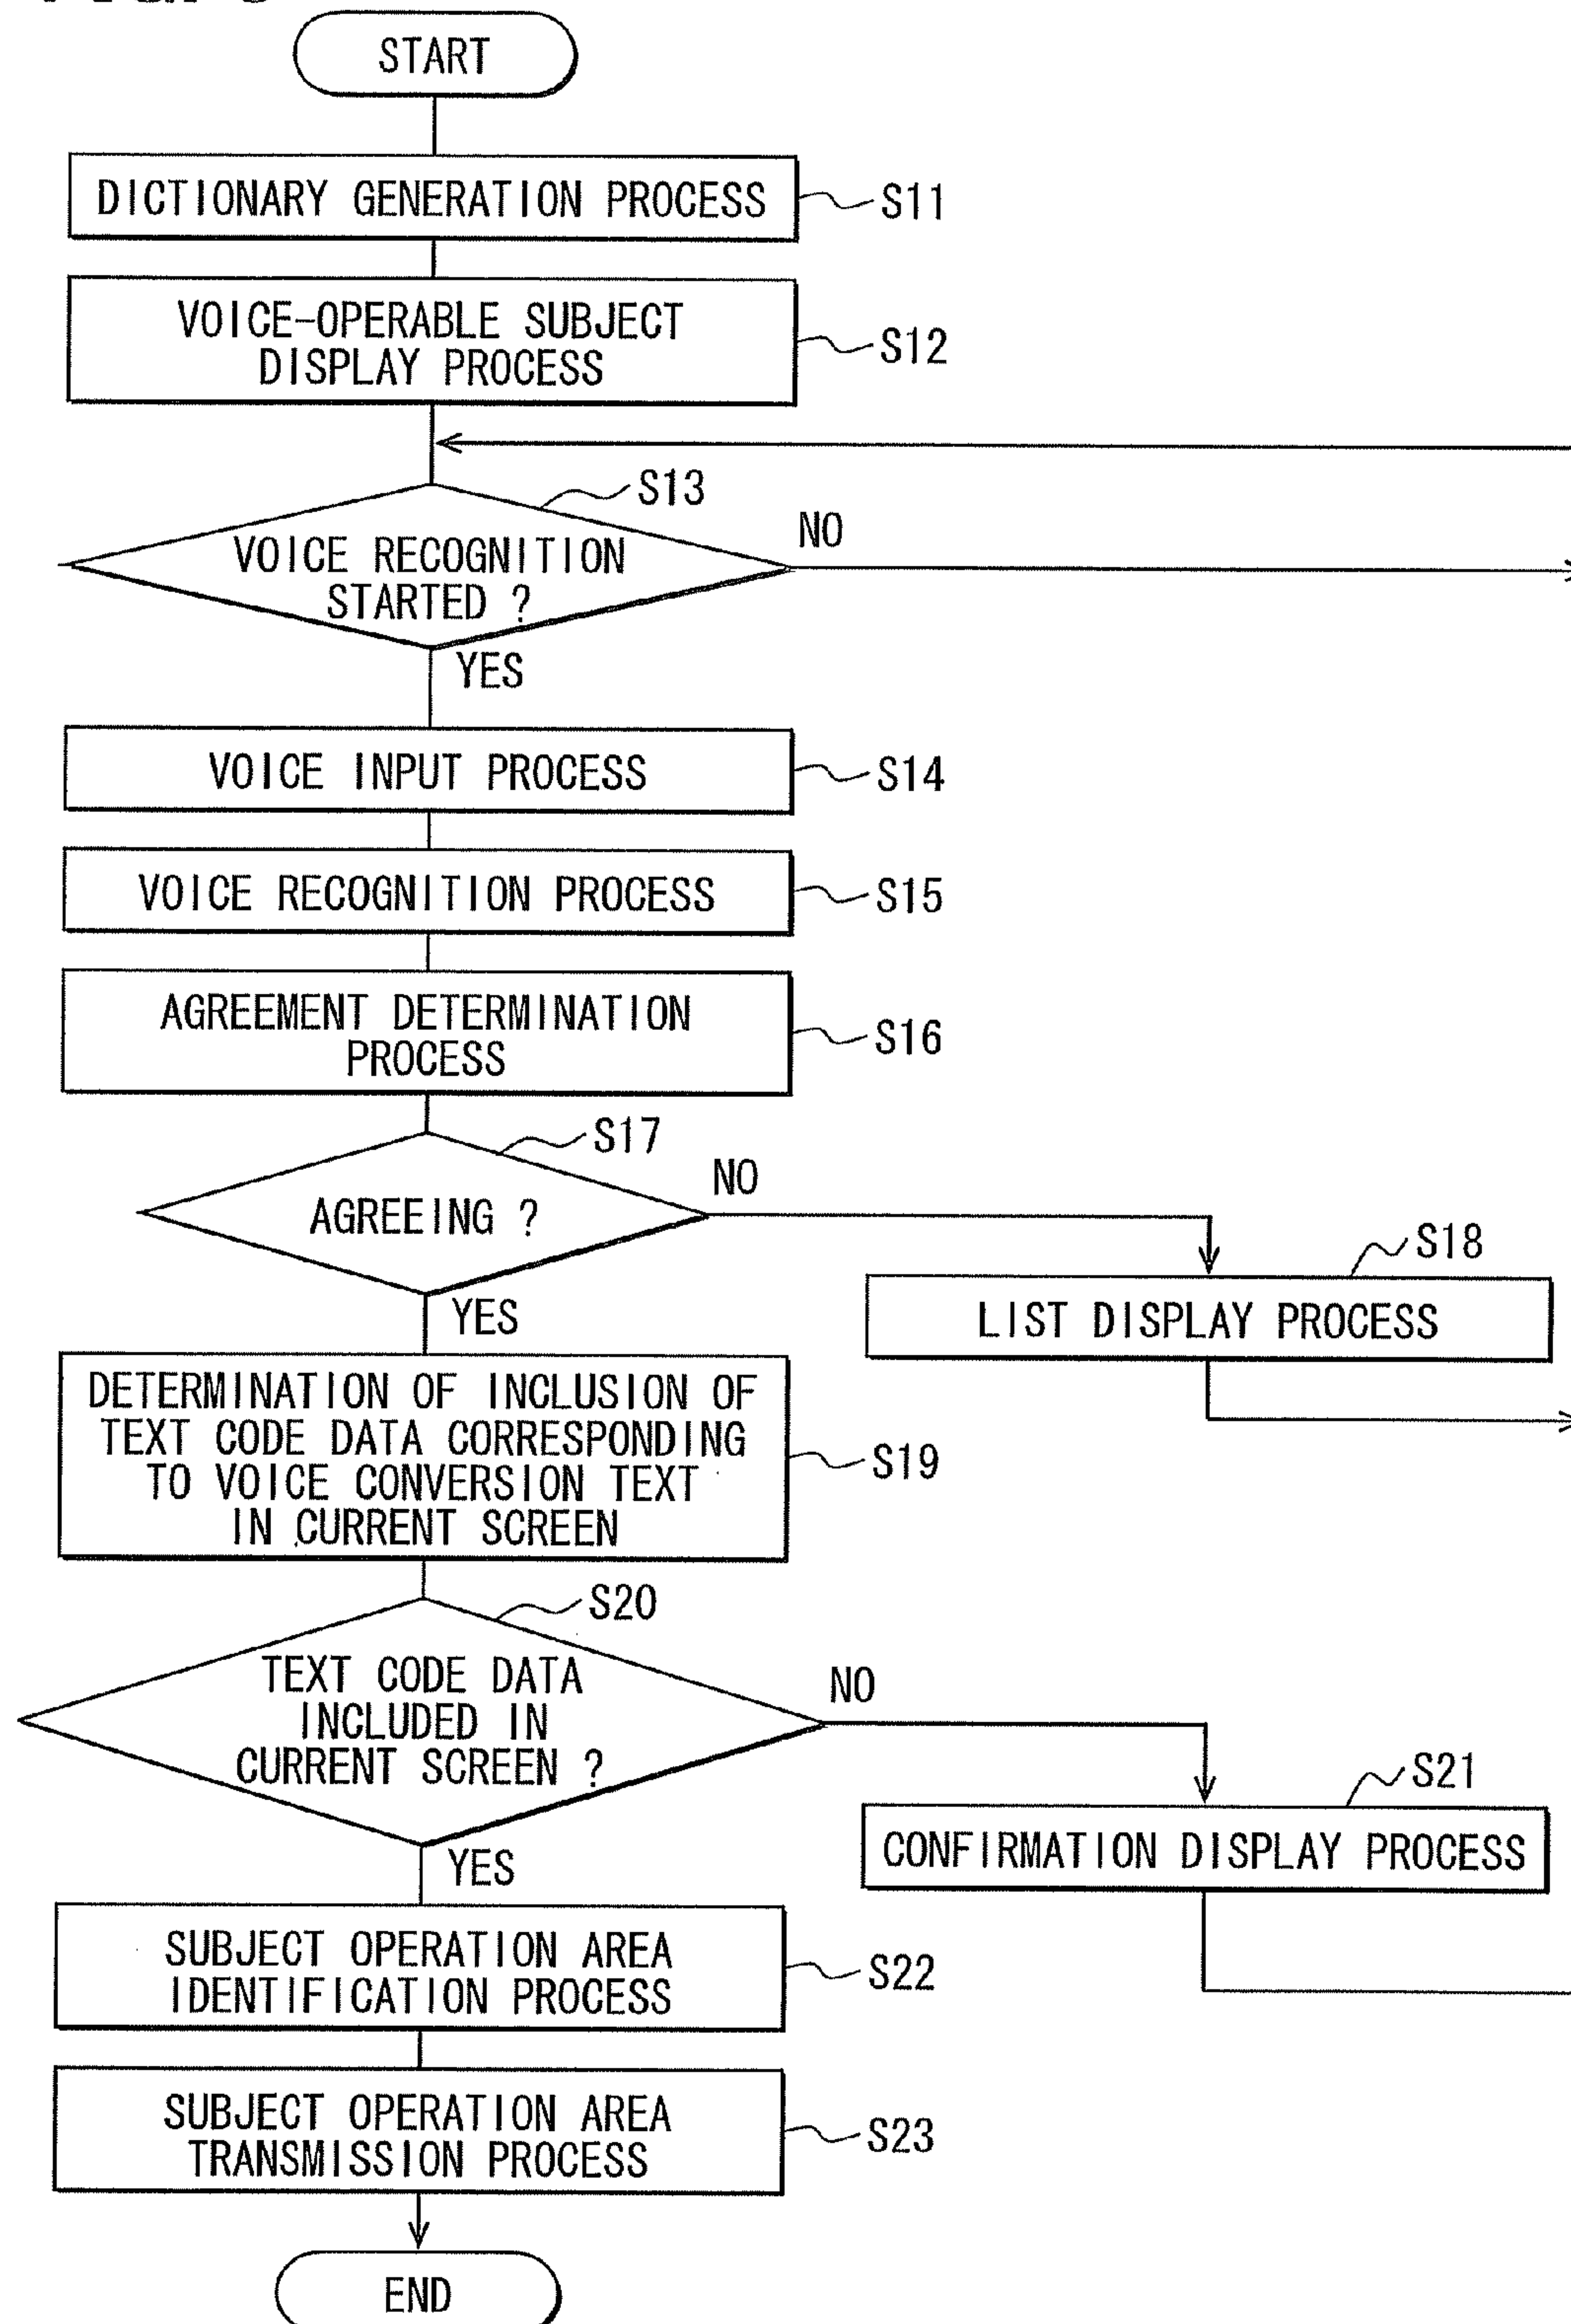 START
DICTIONARY GENERATION PROCESS
S11
VOICE-OPERABLE SUBJECT
DISPLAY PROCESS
S12
S13
VOICE RECOGNITION
STARTED ?
NO
YES
VOICE INPUT PROCESS
S14
VOICE RECOGNITION PROCESS
S15
AGREEMENT DETERMINATION
PROCESS
S16
S17
AGREEING ?
NO
YES
S18
LIST DISPLAY PROCESS
DETERMINATION OF INCLUSION OF
TEXT CODE DATA CORRESPONDING
TO VOICE CONVERSION TEXT
IN CURRENT SCREEN
S19
S20
TEXT CODE DATA
INCLUDED IN
CURRENT SCREEN ?
NO
YES
S21
CONFIRMATION DISPLAY PROCESS
SUBJECT OPERATION AREA
IDENTIFICATION PROCESS
S22
SUBJECT OPERATION AREA
TRANSMISSION PROCESS
S23
END